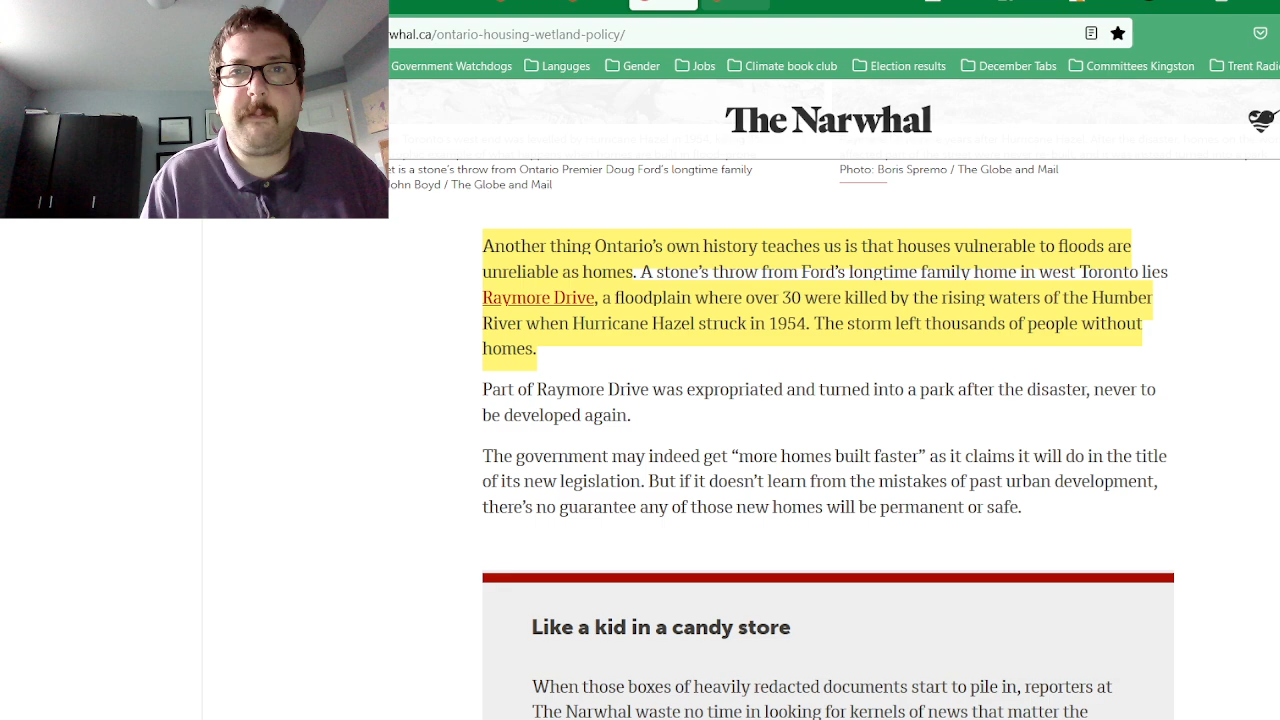 whal.ca/ontario-housing-wetland-policy/
Government Watchdogs Languges Gender Jobs Climate book club Election results December Tabs Committees Kingston Trent Radi
The Narwhal
et is a stone's throw from Ontario Premier Doug Ford's longtime family
John Boyd / The Globe and Mail
Photo: Boris Spremo / The Globe and Mail
Another thing Ontario's own history teaches us is that houses vulnerable to floods are
unreliable as homes. A stone's throw from Ford's longtime family home in west Toronto lies
Raymore Drive, a floodplain where over 30 were killed by the rising waters of the Humber
River when Hurricane Hazel struck in 1954. The storm left thousands of people without
homes.
Part of Raymore Drive was expropriated and turned into a park after the disaster, never to
be developed again.
The government may indeed get “more homes built faster” as it claims it will do in the title
of its new legislation. But if it doesn't learn from the mistakes of past urban development,
there's no guarantee any of those new homes will be permanent or safe.
Like a kid in a candy store
When those boxes of heavily redacted documents start to pile in, reporters at
The Narwhal waste no time in looking for kernels of news that matter the